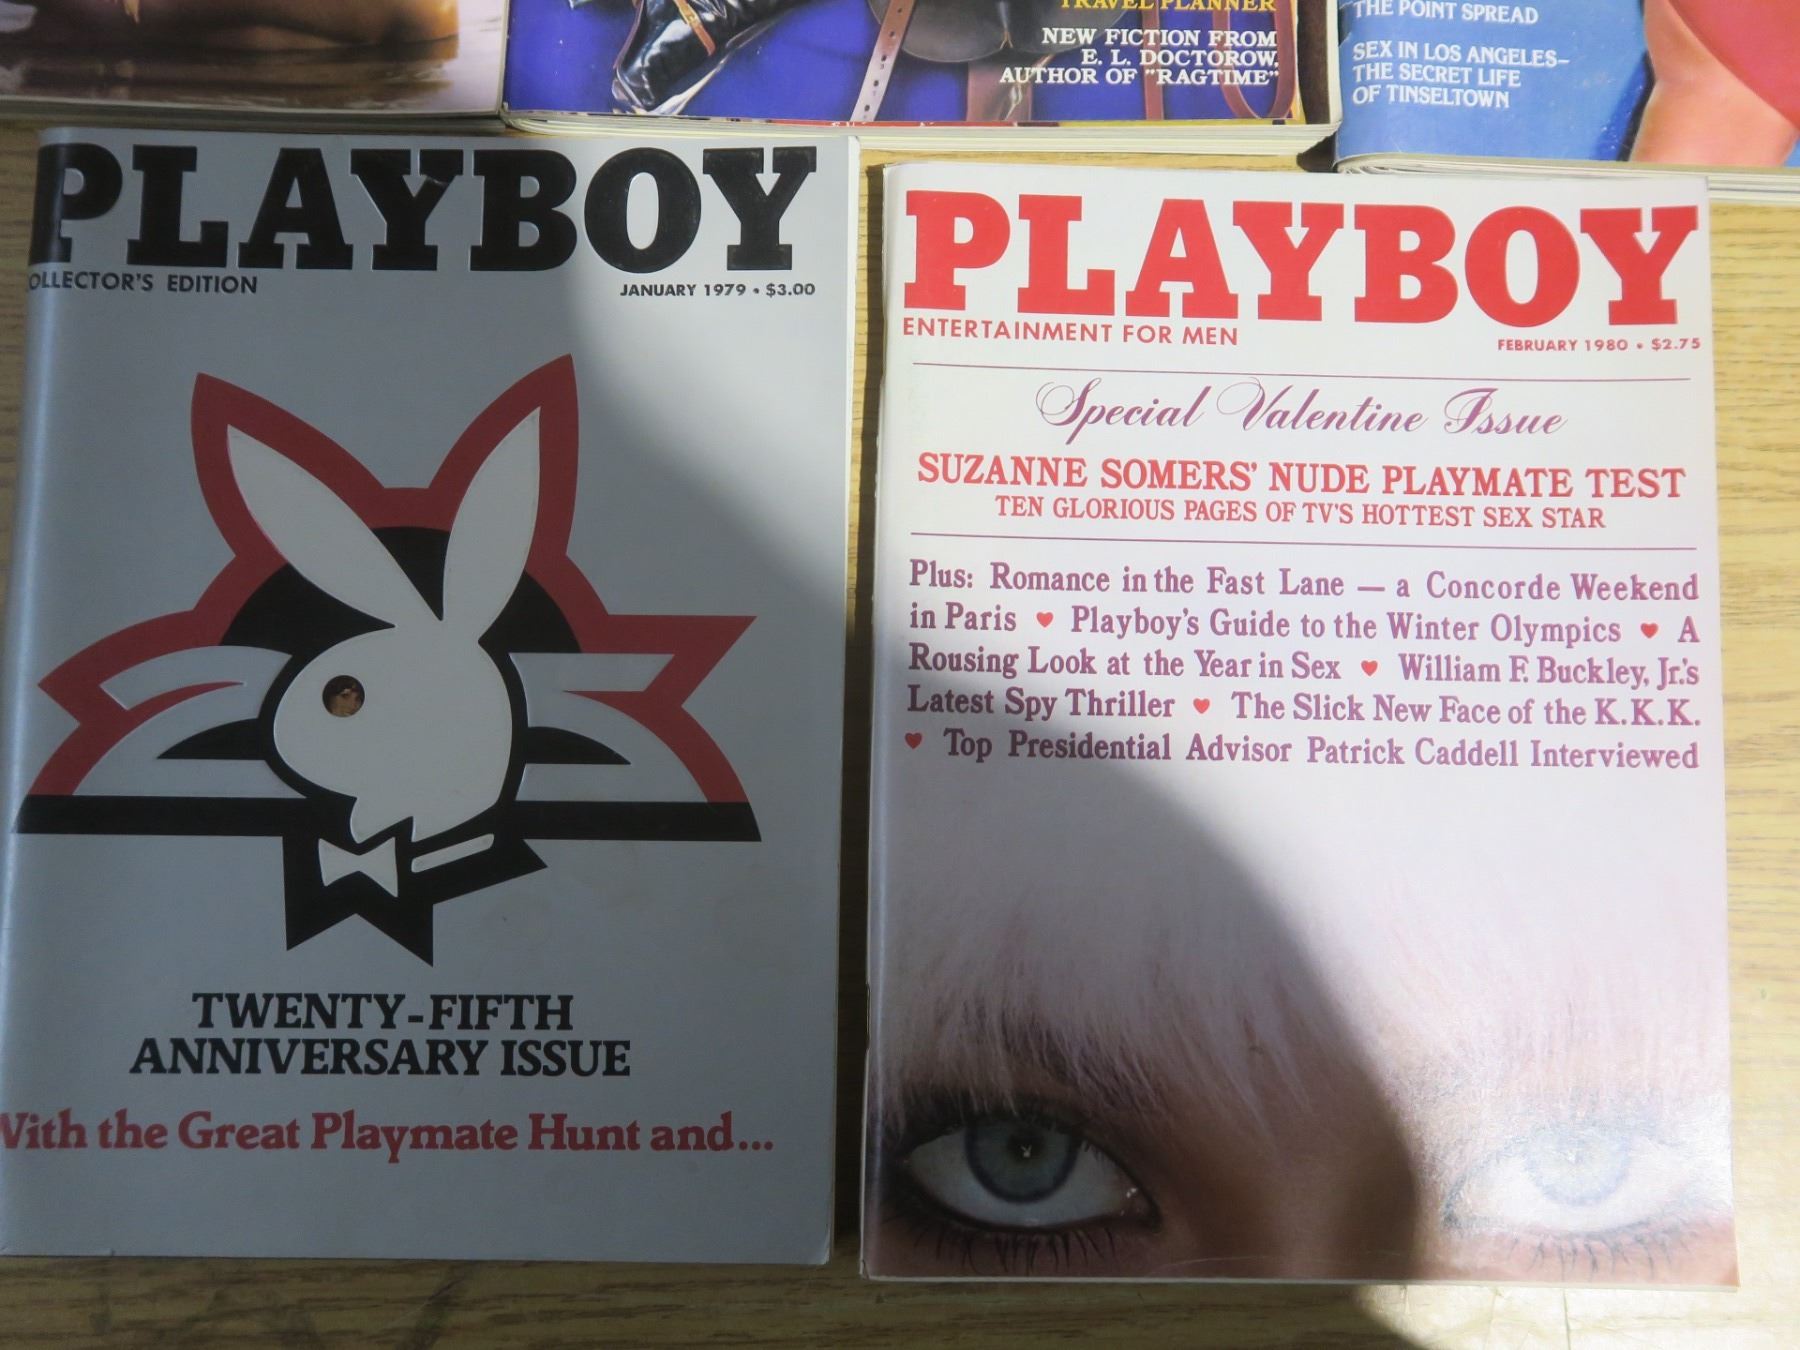 TRAVEL PLANNER
NEW FICTION FROM
E. L. DOCTOROW,
AUTHOR OF "RAGTIME"
THE POINT SPREAD
SEX IN LOS ANGELES–
THE SECRET LIFE
OF TINSELTOWN
PLAYBOY
COLLECTOR'S EDITION
JANUARY 1979 • $3.00
TWENTY-FIFTH
ANNIVERSARY ISSUE
With the Great Playmate Hunt and...
PLAYBOY
ENTERTAINMENT FOR MEN
FEBRUARY 1980 • $2.75
Special Valentine Issue
SUZANNE SOMERS' NUDE PLAYMATE TEST
TEN GLORIOUS PAGES OF TV'S HOTTEST SEX STAR
Plus: Romance in the Fast Lane — a Concorde Weekend
in Paris ♥ Playboy's Guide to the Winter Olympics ♥ A
Rousing Look at the Year in Sex ♥ William F. Buckley, Jr.'s
Latest Spy Thriller ♥ The Slick New Face of the K.K.K.
♥ Top Presidential Advisor Patrick Caddell Interviewed